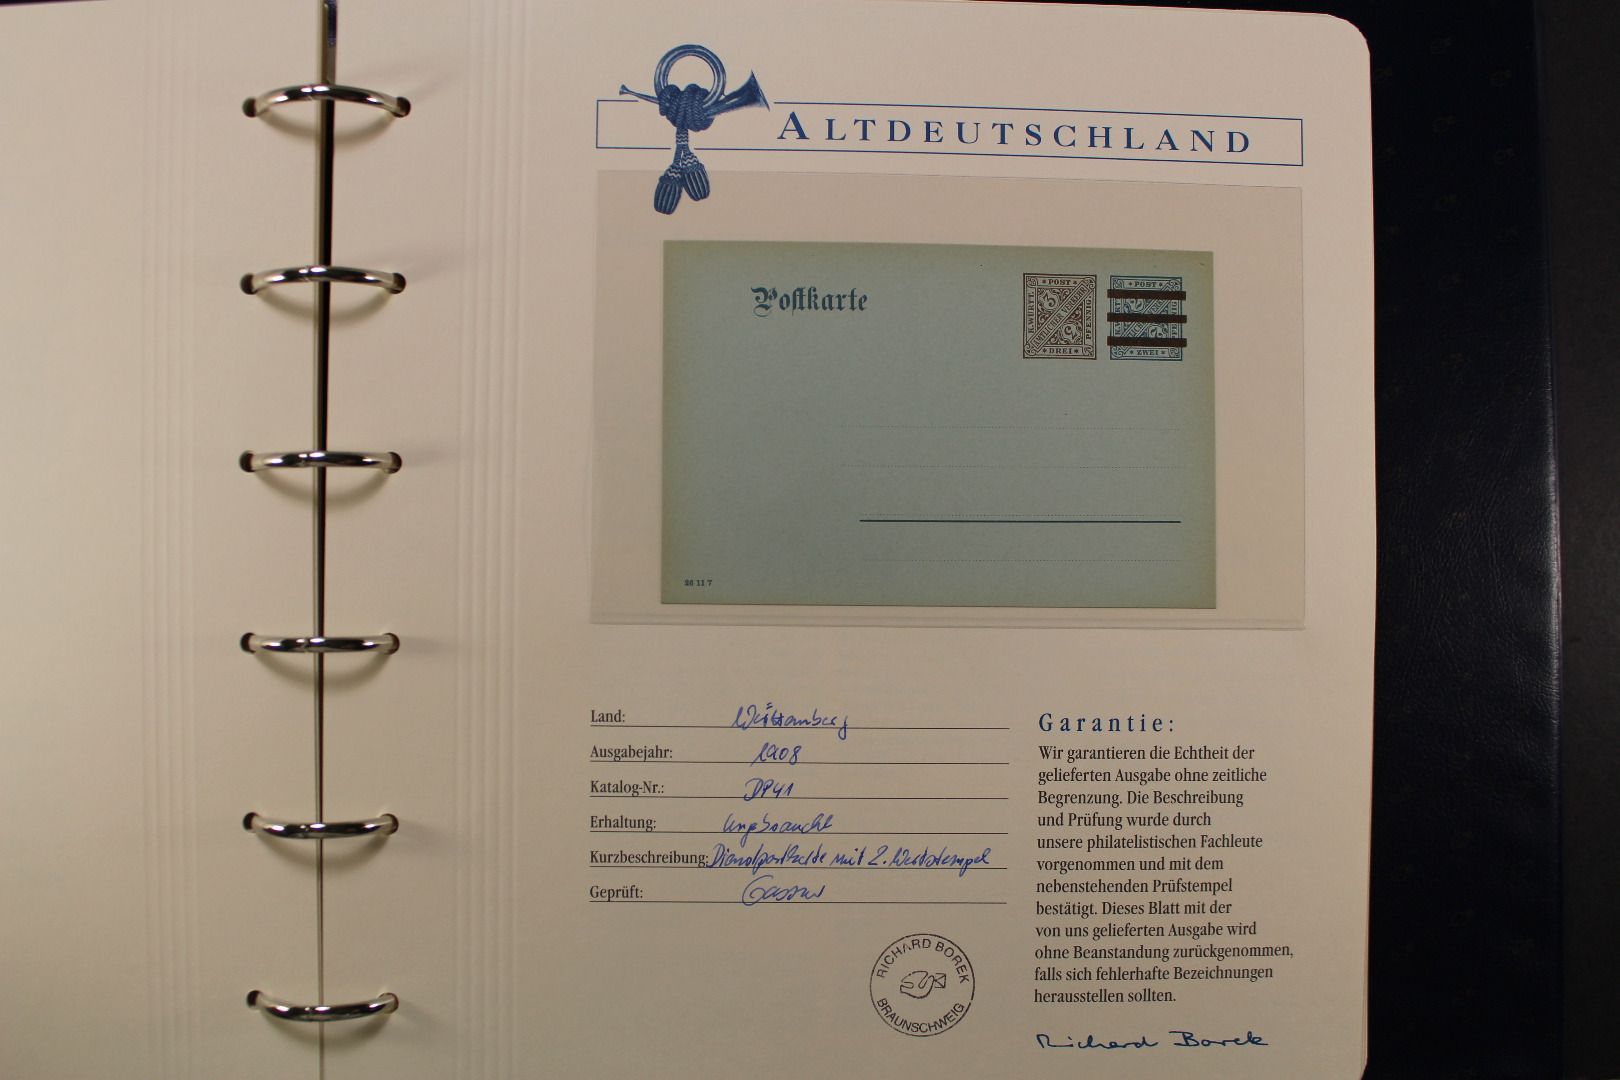 ALTDEUTSCHLAND
Postkarte
POST
K.WÜRTT.
PFENNIG
3
3
DREI
POST
ZWEI
26 11 7
Land: Württemberg
Ausgabejahr: 1908
Katalog-Nr.: DP41
Erhaltung: Ungebraucht
Kurzbeschreibung: Dienstpostkarte mit 2. Wertstempel
Geprüft:
RICHARD BOREK
BRAUNSCHWEIG
Garantie:
Wir garantieren die Echtheit der
gelieferten Ausgabe ohne zeitliche
Begrenzung. Die Beschreibung
und Prüfung wurde durch
unsere philatelistischen Fachleute
vorgenommen und mit dem
nebenstehenden Prüfstempel
bestätigt. Dieses Blatt mit der
von uns gelieferten Ausgabe wird
ohne Beanstandung zurückgenommen,
falls sich fehlerhafte Bezeichnungen
herausstellen sollten.
Richard Borek